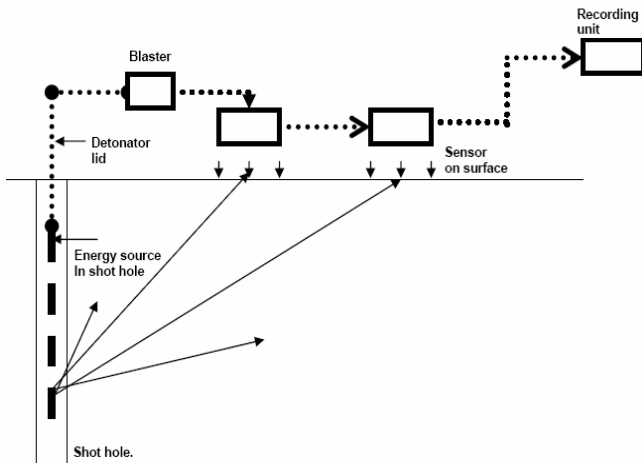 Recording
unit
Blaster
Detonator
lid
Sensor
on surface
Energy source
In shot hole
Shot hole.